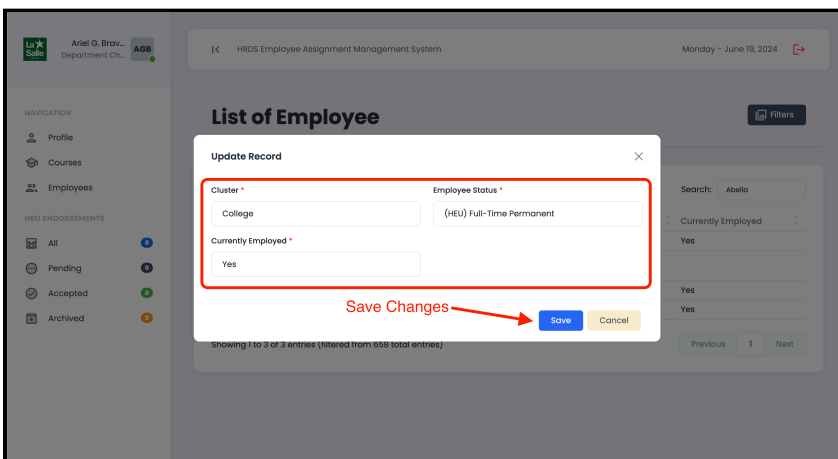 La Salle
Ariel G. Brav...
Department Ch...
AGB
HRDS Employee Assignment Management System
Monday - June 19, 2024
NAVIGATION
Profile
Courses
Employees
HEU ENDORSEMENTS
All 0
Pending 0
Accepted 0
Archived 0
List of Employee
Filters
Update Record
Cluster *
Employee Status *
College
(HEU) Full-Time Permanent
Currently Employed *
Yes
Save Changes
Save
Cancel
Search: Abella
Currently Employed
Yes
Yes
Yes
Showing 1 to 3 of 3 entries (filtered from 658 total entries)
Previous 1 Next